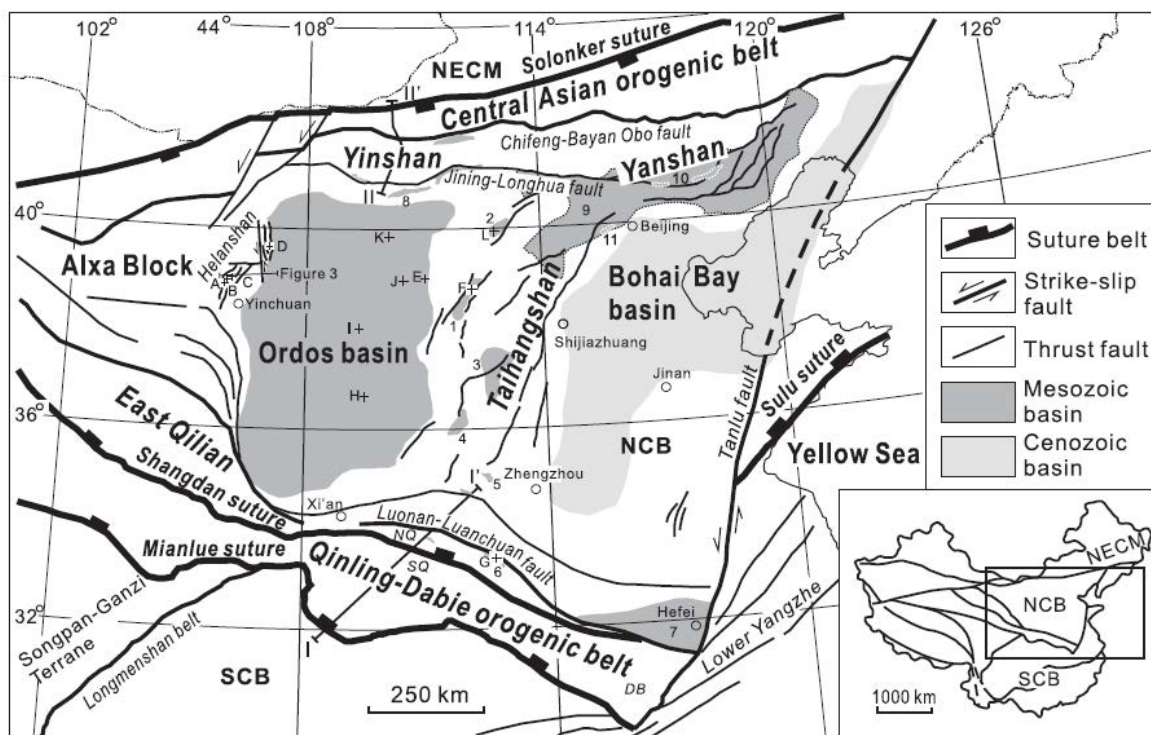 102°
44°
108°
114°
120°
126°
NECM
Solonker suture
Central Asian orogenic belt
II'
Chifeng-Bayan Obo fault
Yinshan
Yanshan
Jining-Longhua fault
10
II
8
40°
9
2
L
K
11
Beijing
Helanshan
D
Alxa Block
Figure 3
A
C
B
Yinchuan
J
E
F
1
Bohai Bay
basin
I
Ordos basin
Taihangshan
Shijiazhuang
3
H
Jinan
36°
4
East Qilian
NCB
Tanlu fault
Sulu suture
Yellow Sea
Shangdan suture
I'
5
Zhengzhou
Xi'an
Luonan-Luanchuan fault
NQ
SQ
G
6
Mianlue suture
Qinling-Dabie orogenic belt
32°
Hefei
7
Songpan-Ganzi
Terrane
Longmenshan belt
I
SCB
250 km
DB
Lower Yangzhe
Suture belt
Strike-slip
fault
Thrust fault
Mesozoic
basin
Cenozoic
basin
NECM
NCB
SCB
1000 km